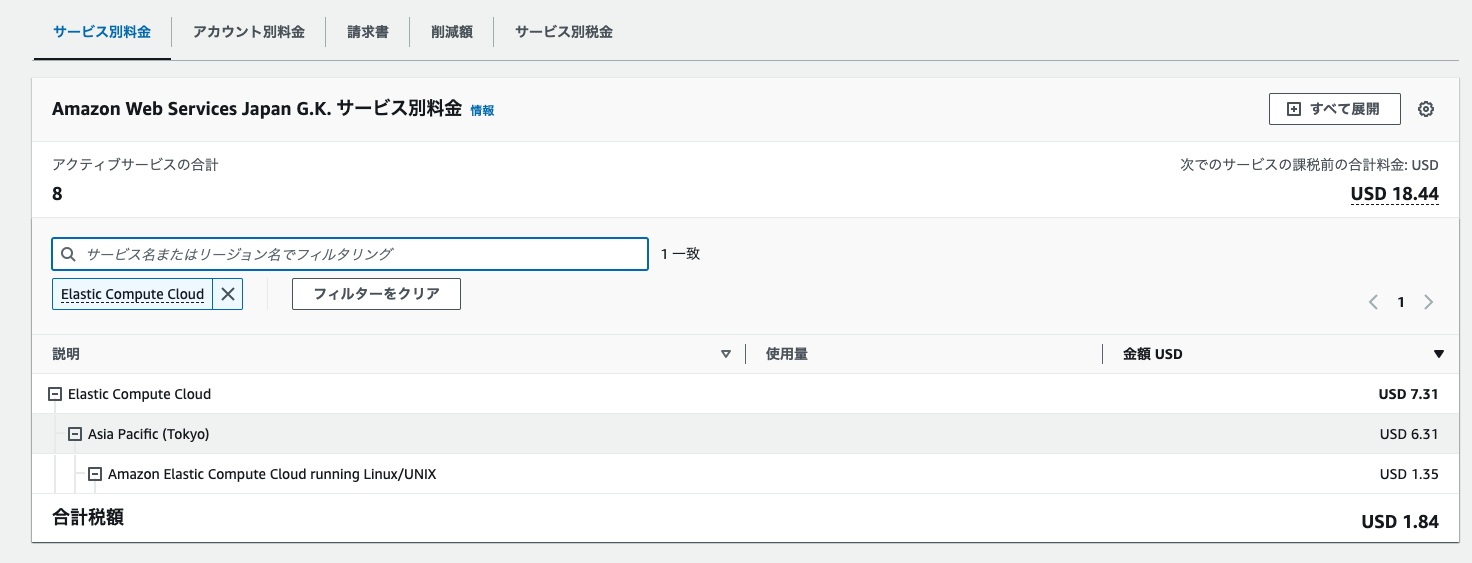 サービス別料金 アカウント別料金 請求書 削減額 サービス別税金
Amazon Web Services Japan G.K. サービス別料金 情報 すべて展開
アクティブサービスの合計 次でのサービスの課税前の合計料金: USD
8 USD 18.44
サービス名またはリージョン名でフィルタリング 1 一致
Elastic Compute Cloud フィルターをクリア
1
説明 使用量 金額 USD
Elastic Compute Cloud USD 7.31
Asia Pacific (Tokyo) USD 6.31
Amazon Elastic Compute Cloud running Linux/UNIX USD 1.35
合計税額 USD 1.84